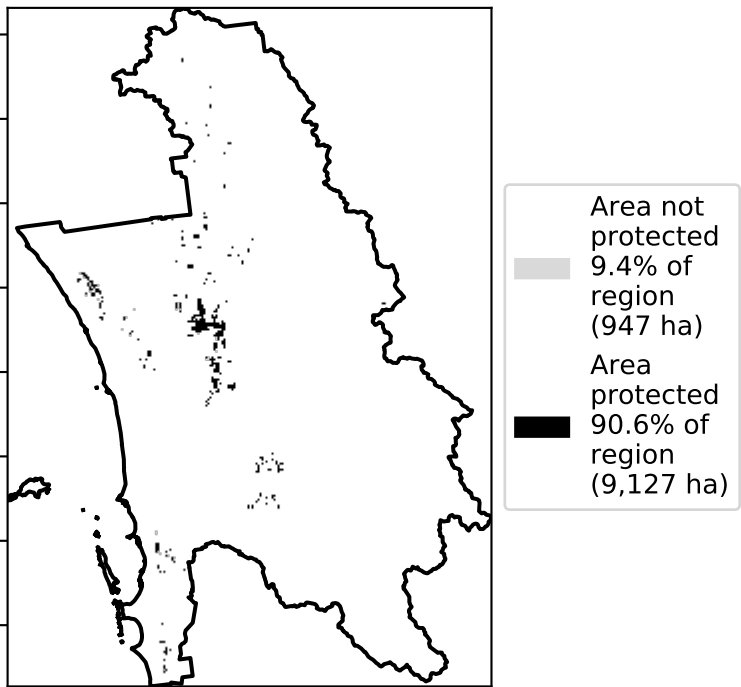 Area not
protected
9.4% of
region
(947 ha)
Area
protected
90.6% of
region
(9,127 ha)